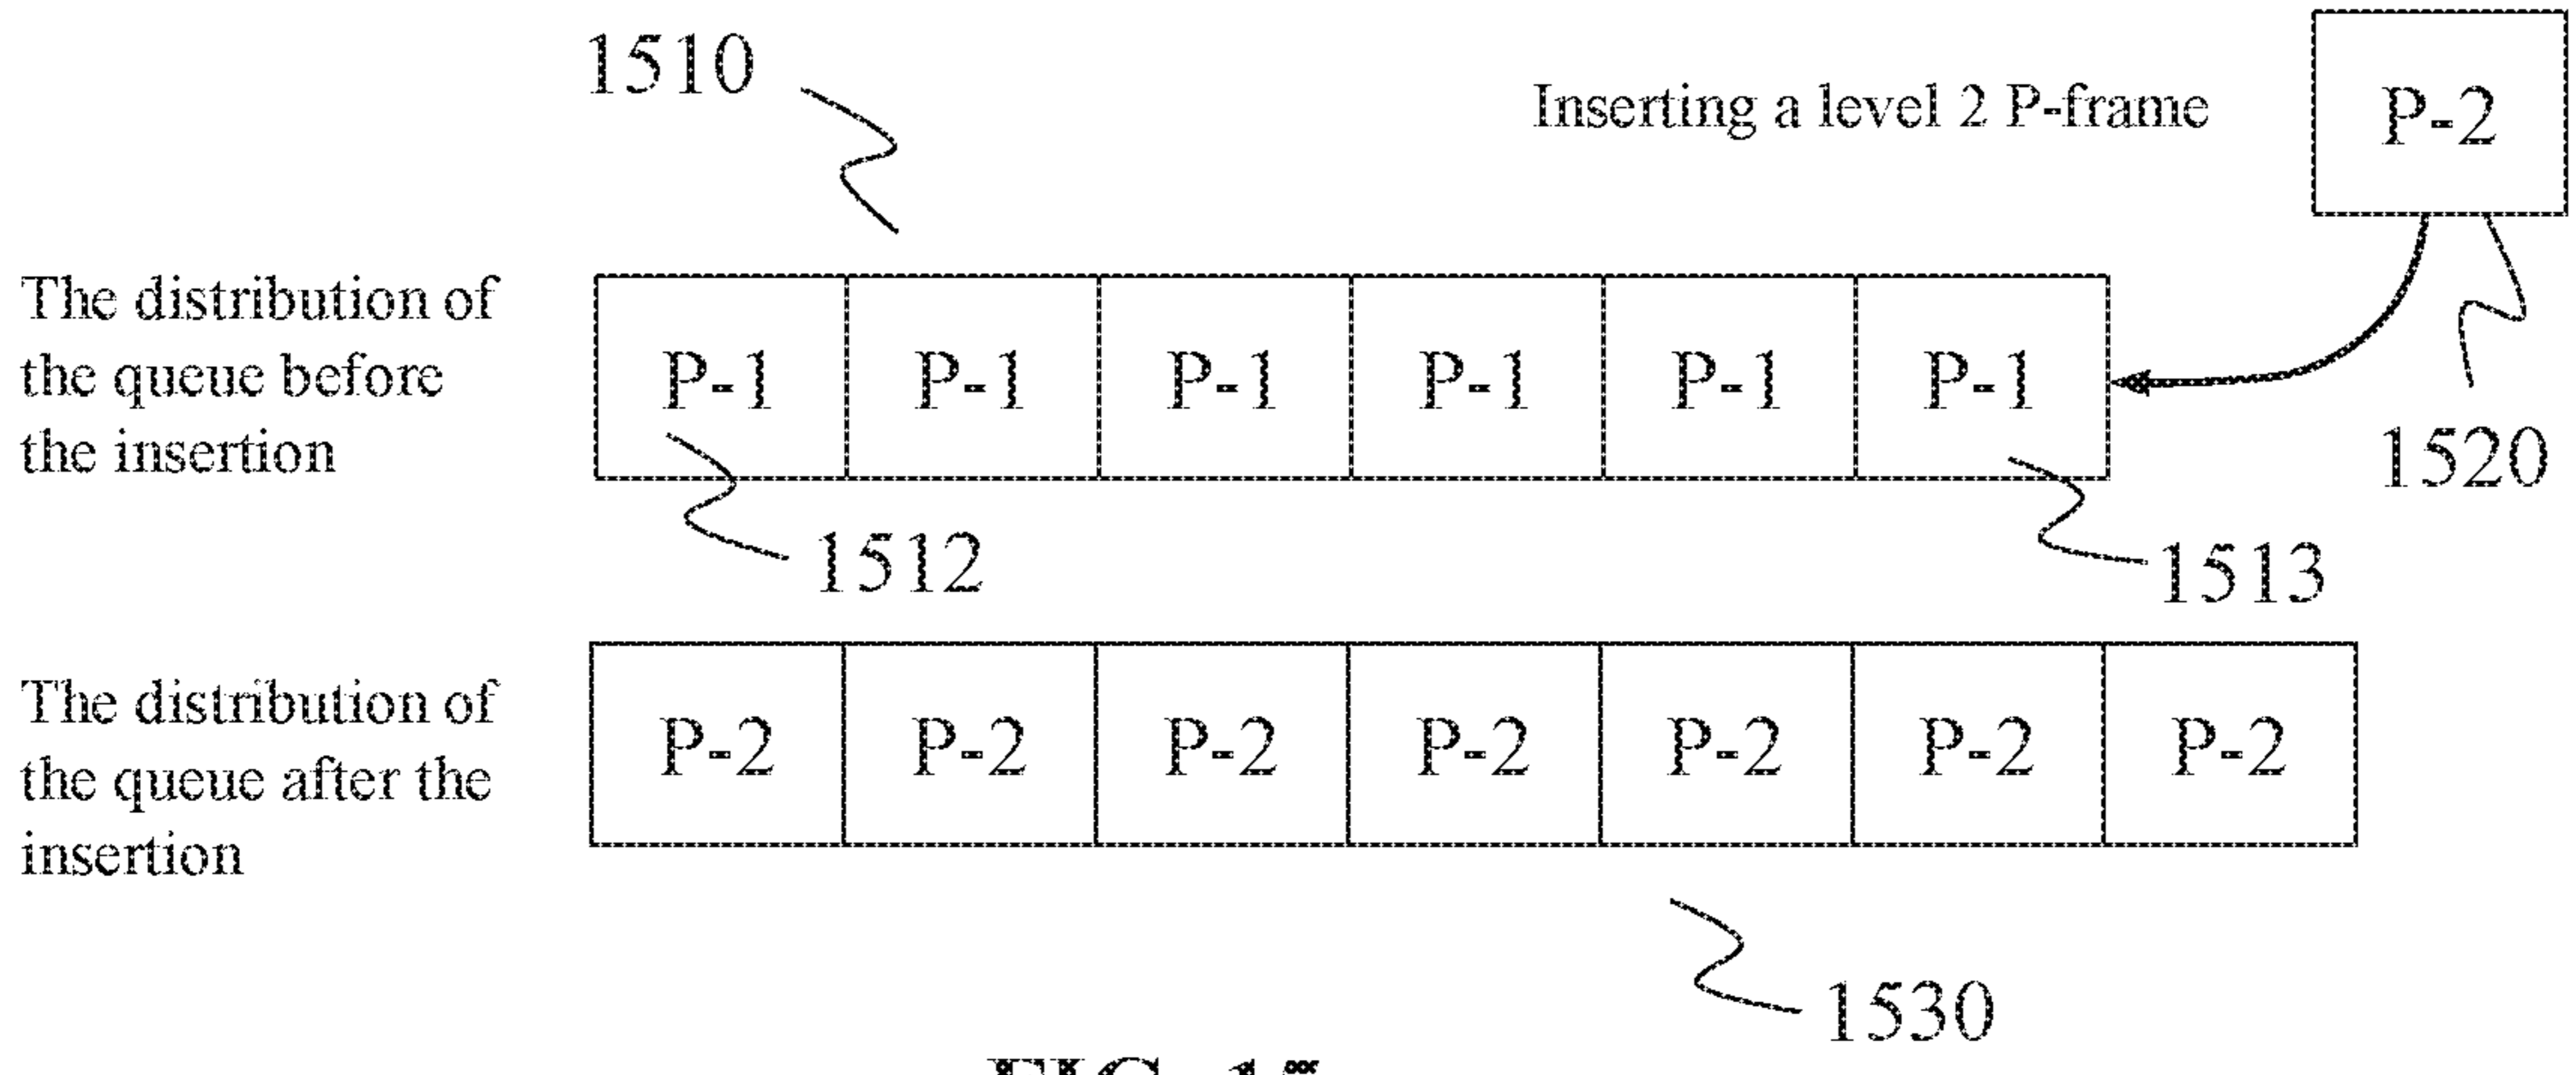 1510
Inserting a level 2 P-frame
P-2
The distribution of
the queue before
the insertion
P-1 P-1 P-1 P-1 P-1 P-1
1520
1512
1513
The distribution of
the queue after the
insertion
P-2 P-2 P-2 P-2 P-2 P-2 P-2
1530